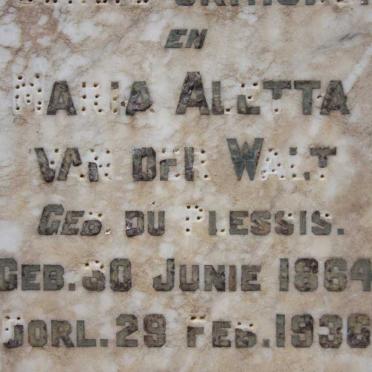 EN
MARIA ALETTA
VAN DER WALT
GEB. DU PLESSIS.
GEB. 30 JUNIE 1864
OORL. 29 FEB. 1936